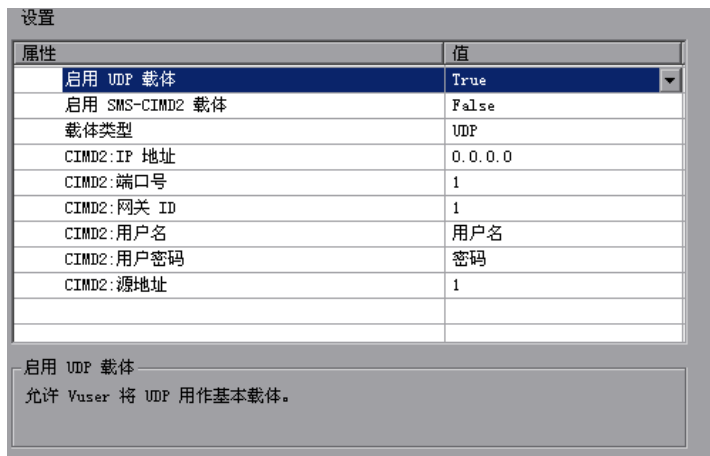 设置
属性 值
启用 UDP 载体 True
启用 SMS-CIMD2 载体 False
载体类型 UDP
CIMD2:IP 地址 0.0.0.0
CIMD2:端口号 1
CIMD2:网关 ID 1
CIMD2:用户名 用户名
CIMD2:用户密码 密码
CIMD2:源地址 1
启用 UDP 载体
允许 Vuser 将 UDP 用作基本载体。